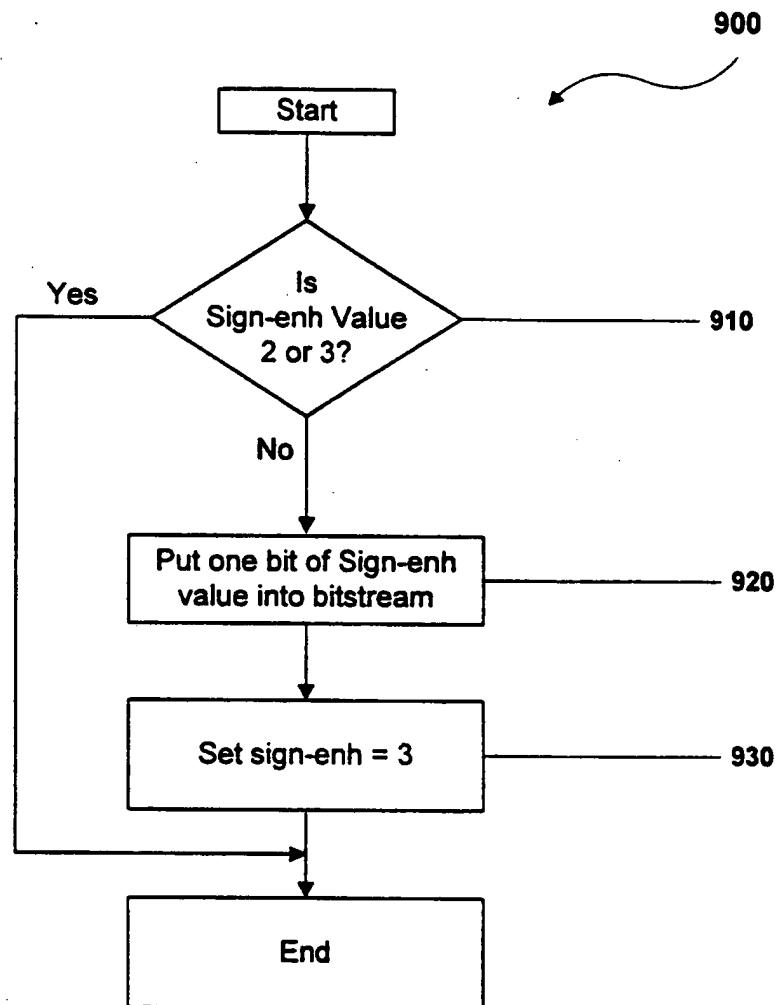 900
Start
Is
Sign-enh Value
2 or 3?
Yes
910
No
Put one bit of Sign-enh
value into bitstream
920
Set sign-enh = 3
930
End